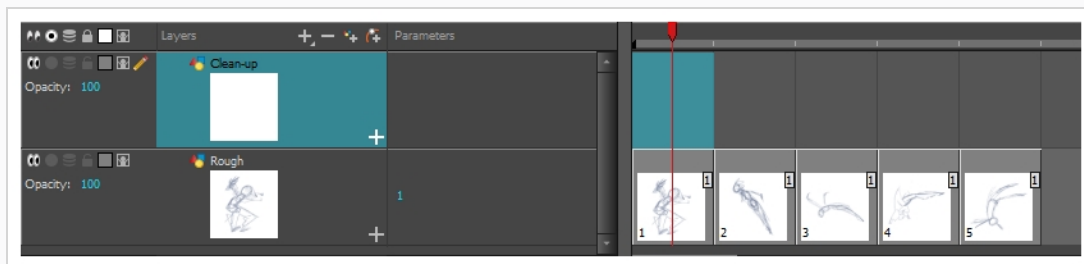 Layers
Parameters
Clean-up
Opacity: 100
Rough
Opacity: 100
1
1 1 1 1 1
1 2 3 4 5